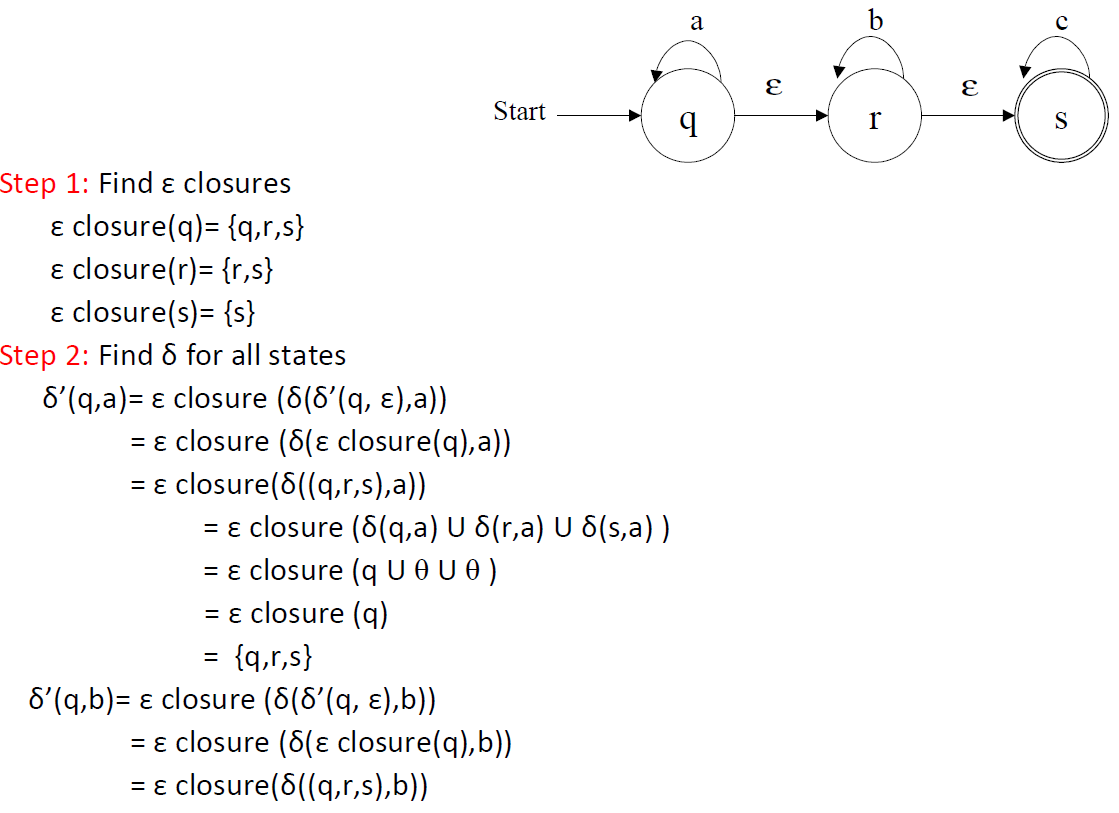 a b c
ε ε
Start q r s
Step 1: Find ε closures
ε closure(q)= {q,r,s}
ε closure(r)= {r,s}
ε closure(s)= {s}
Step 2: Find δ for all states
δ’(q,a)= ε closure (δ(δ’(q, ε),a))
= ε closure (δ(ε closure(q),a))
= ε closure(δ((q,r,s),a))
= ε closure (δ(q,a) U δ(r,a) U δ(s,a) )
= ε closure (q U θ U θ )
= ε closure (q)
= {q,r,s}
δ’(q,b)= ε closure (δ(δ’(q, ε),b))
= ε closure (δ(ε closure(q),b))
= ε closure(δ((q,r,s),b))